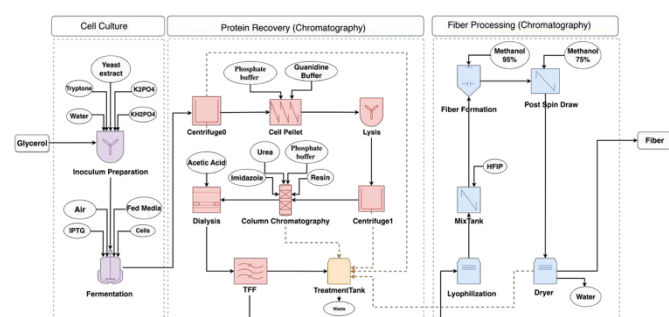 Cell Culture
Protein Recovery (Chromatography)
Fiber Processing (Chromatography)
Yeast
extract
Tryptone
K2PO4
Water
KH2PO4
Glycerol
Inoculum Preparation
Air
Fed Media
IPTG
Cells
Fermentation
Phosphate
buffer
Guanidine
Buffer
Centrifuge0
Cell Pellet
Lysis
Acetic Acid
Urea
Phosphate
buffer
Imidazole
Resin
Dialysis
Column Chromatography
Centrifuge1
TFF
TreatmentTank
Waste
Methanol
95%
Methanol
75%
Fiber Formation
Post Spin Draw
HFIP
MixTank
Lyophilization
Dryer
Water
Fiber